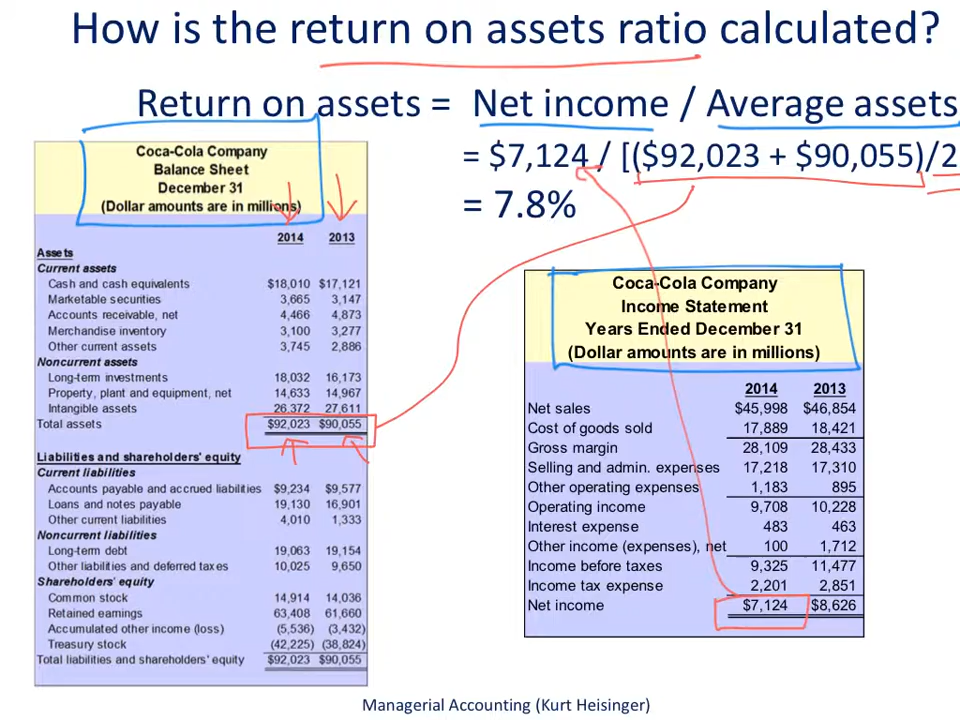 How is the return on assets ratio calculated?
Return on assets = Net income / Average assets
= $7,124 / [($92,023 + $90,055)/2
= 7.8%
Coca-Cola Company
Balance Sheet
December 31
(Dollar amounts are in millions)
2014 2013
Assets
Current assets
Cash and cash equivalents $18,010 $17,121
Marketable securities 3,665 3,147
Accounts receivable, net 4,466 4,873
Merchandise inventory 3,100 3,277
Other current assets 3,745 2,886
Noncurrent assets
Long-term investments 18,032 16,173
Property, plant and equipment, net 14,633 14,967
Intangible assets 26,372 27,611
Total assets $92,023 $90,055
Liabilities and shareholders' equity
Current liabilities
Accounts payable and accrued liabilities $9,234 $9,577
Loans and notes payable 19,130 16,901
Other current liabilities 4,010 1,333
Noncurrent liabilities
Long-term debt 19,063 19,154
Other liabilities and deferred taxes 10,025 9,650
Shareholders' equity
Common stock 14,914 14,036
Retained earnings 63,408 61,660
Accumulated other income (loss) (5,536) (3,432)
Treasury stock (42,225) (38,824)
Total liabilities and shareholders' equity $92,023 $90,055
Coca-Cola Company
Income Statement
Years Ended December 31
(Dollar amounts are in millions)
2014 2013
Net sales $45,998 $46,854
Cost of goods sold 17,889 18,421
Gross margin 28,109 28,433
Selling and admin. expenses 17,218 17,310
Other operating expenses 1,183 895
Operating income 9,708 10,228
Interest expense 483 463
Other income (expenses), net 100 1,712
Income before taxes 9,325 11,477
Income tax expense 2,201 2,851
Net income $7,124 $8,626
Managerial Accounting (Kurt Heisinger)